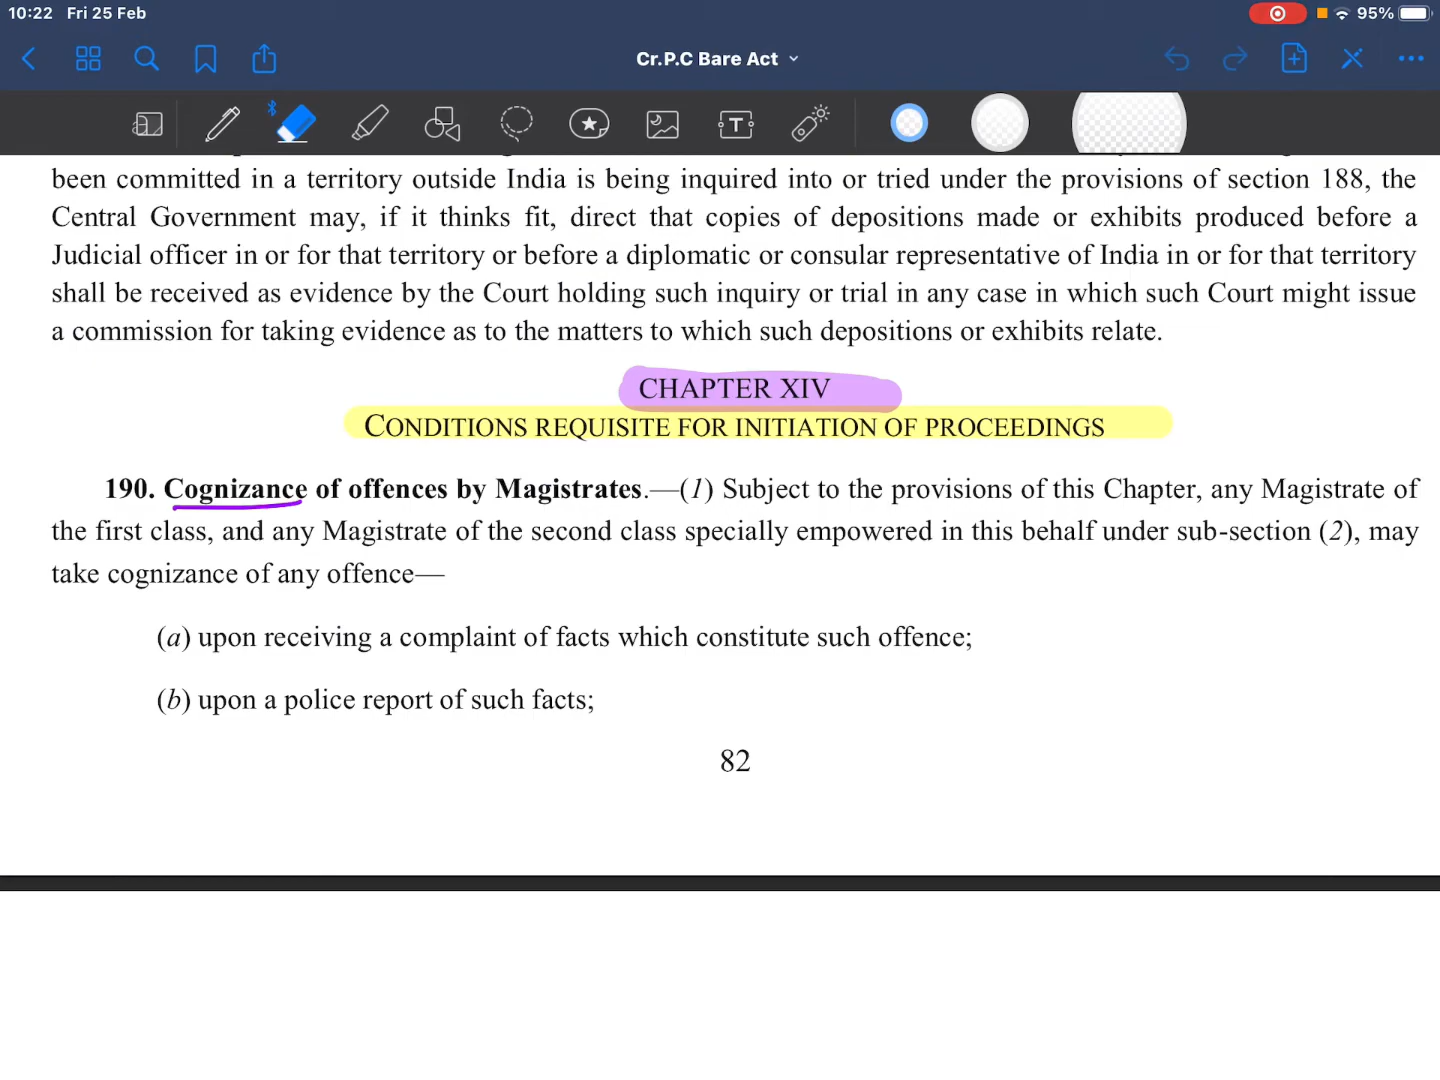 10:22 Fri 25 Feb
95%
Cr.P.C Bare Act
been committed in a territory outside India is being inquired into or tried under the provisions of section 188, the
Central Government may, if it thinks fit, direct that copies of depositions made or exhibits produced before a
Judicial officer in or for that territory or before a diplomatic or consular representative of India in or for that territory
shall be received as evidence by the Court holding such inquiry or trial in any case in which such Court might issue
a commission for taking evidence as to the matters to which such depositions or exhibits relate.
CHAPTER XIV
CONDITIONS REQUISITE FOR INITIATION OF PROCEEDINGS
190. Cognizance of offences by Magistrates.—(1) Subject to the provisions of this Chapter, any Magistrate of
the first class, and any Magistrate of the second class specially empowered in this behalf under sub-section (2), may
take cognizance of any offence—
(a) upon receiving a complaint of facts which constitute such offence;
(b) upon a police report of such facts;
82